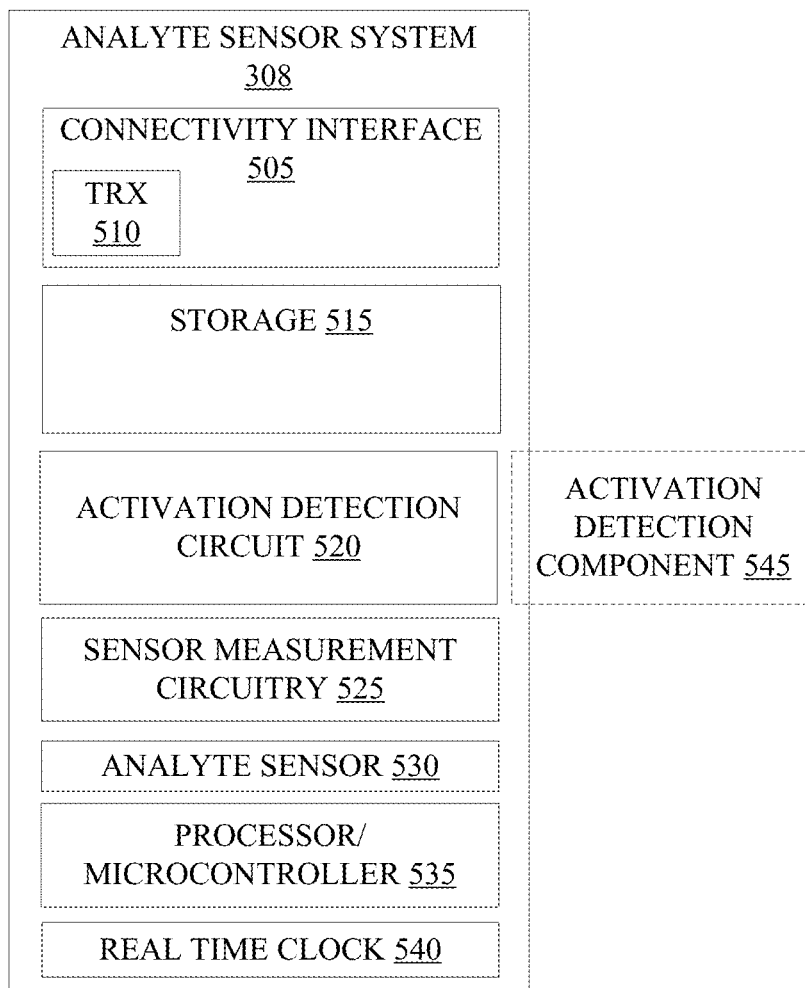 ANALYTE SENSOR SYSTEM
308
CONNECTIVITY INTERFACE
505
TRX
510
STORAGE 515
ACTIVATION DETECTION
CIRCUIT 520
ACTIVATION
DETECTION
COMPONENT 545
SENSOR MEASUREMENT
CIRCUITRY 525
ANALYTE SENSOR 530
PROCESSOR/
MICROCONTROLLER 535
REAL TIME CLOCK 540